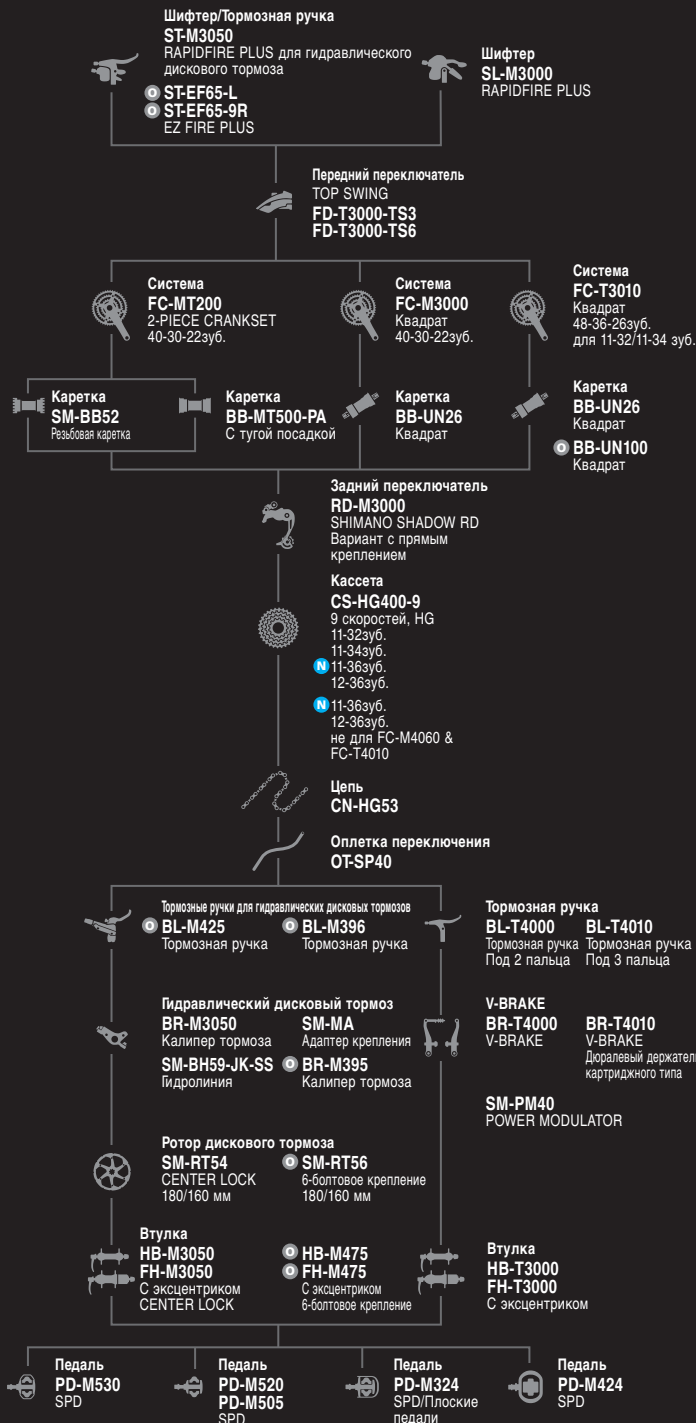 Шифтер/Тормозная ручка
ST-M3050
RAPIDFIRE PLUS для гидравлического
дискового тормоза
O ST-EF65-L
O ST-EF65-9R
EZ FIRE PLUS
Шифтер
SL-M3000
RAPIDFIRE PLUS
Передний переключатель
TOP SWING
FD-T3000-TS3
FD-T3000-TS6
Система
FC-MT200
2-PIECE CRANKSET
40-30-22зуб.
Система
FC-M3000
Квадрат
40-30-22зуб.
Система
FC-T3010
Квадрат
48-36-26зуб.
для 11-32/11-34 зуб.
Каретка
SM-BB52
Резьбовая каретка
Каретка
BB-MT500-PA
С тугой посадкой
Каретка
BB-UN26
Квадрат
Каретка
BB-UN26
Квадрат
O BB-UN100
Квадрат
Задний переключатель
RD-M3000
SHIMANO SHADOW RD
Вариант с прямым
креплением
Кассета
CS-HG400-9
9 скоростей, HG
11-32зуб.
11-34зуб.
N 11-36зуб.
12-36зуб.
N 11-36зуб.
12-36зуб.
не для FC-M4060 &
FC-T4010
Цепь
CN-HG53
Оплетка переключения
OT-SP40
Тормозные ручки для гидравлических дисковых тормозов
O BL-M425
Тормозная ручка
O BL-M396
Тормозная ручка
Тормозная ручка
BL-T4000
Тормозная ручка
Под 2 пальца
BL-T4010
Тормозная ручка
Под 3 пальца
Гидравлический дисковый тормоз
BR-M3050
Калипер тормоза
SM-MA
Адаптер крепления
SM-BH59-JK-SS
Гидролиния
O BR-M395
Калипер тормоза
V-BRAKE
BR-T4000
V-BRAKE
BR-T4010
V-BRAKE
Дюралевый держатель
картриджного типа
SM-PM40
POWER MODULATOR
Ротор дискового тормоза
SM-RT54
CENTER LOCK
180/160 мм
O SM-RT56
6-болтовое крепление
180/160 мм
Втулка
HB-M3050
FH-M3050
С эксцентриком
CENTER LOCK
O HB-M475
O FH-M475
С эксцентриком
6-болтовое крепление
Втулка
HB-T3000
FH-T3000
С эксцентриком
Педаль
PD-M530
SPD
Педаль
PD-M520
PD-M505
SPD
Педаль
PD-M324
SPD/Плоские
педали
Педаль
PD-M424
SPD